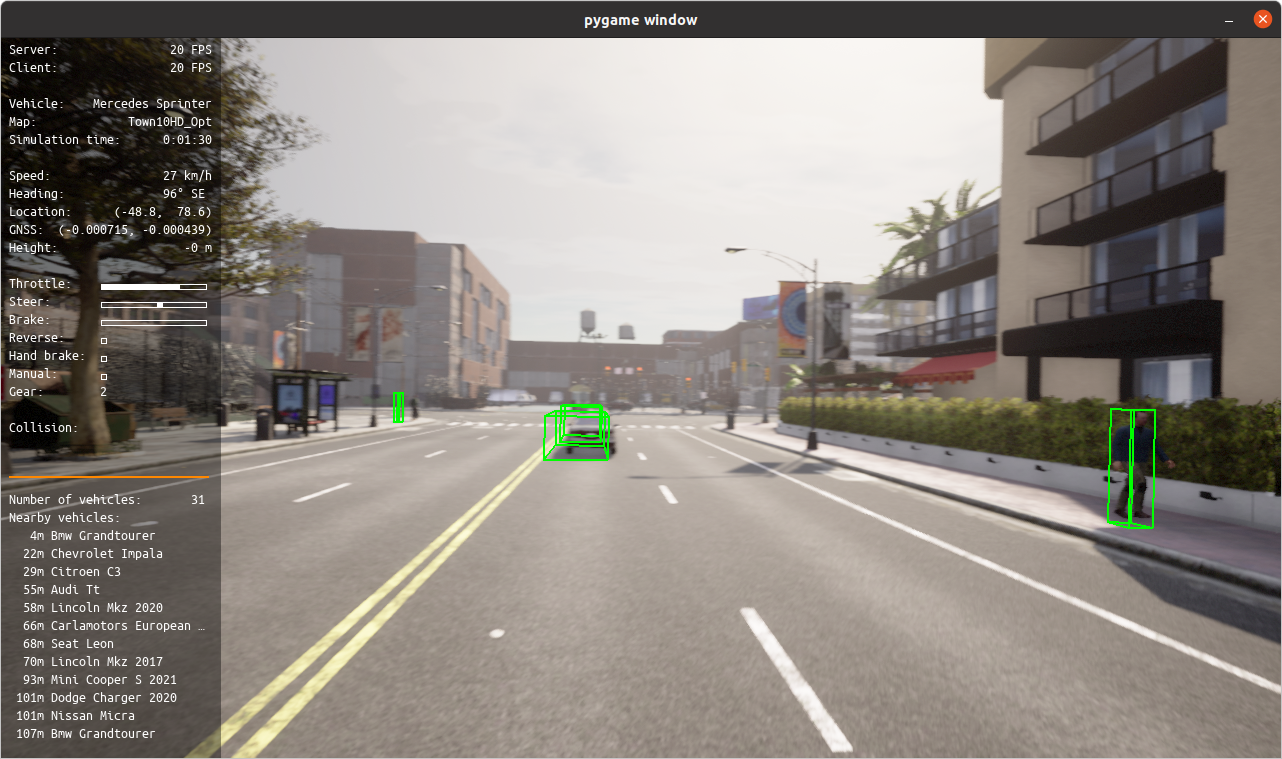 pygame window
Server: 20 FPS
Client: 20 FPS
Vehicle: Mercedes Sprinter
Map: Town10HD_Opt
Simulation time: 0:01:30
Speed: 27 km/h
Heading: 96° SE
Location: (-48.8, 78.6)
GNSS: (-0.000715, -0.000439)
Height: -0 m
Throttle:
Steer:
Brake:
Reverse:
Hand brake:
Manual:
Gear: 2
Collision:
Number of vehicles: 31
Nearby vehicles:
4m Bmw Grandtourer
22m Chevrolet Impala
29m Citroen C3
55m Audi Tt
58m Lincoln Mkz 2020
66m Carlamotors European …
68m Seat Leon
70m Lincoln Mkz 2017
93m Mini Cooper S 2021
101m Dodge Charger 2020
101m Nissan Micra
107m Bmw Grandtourer